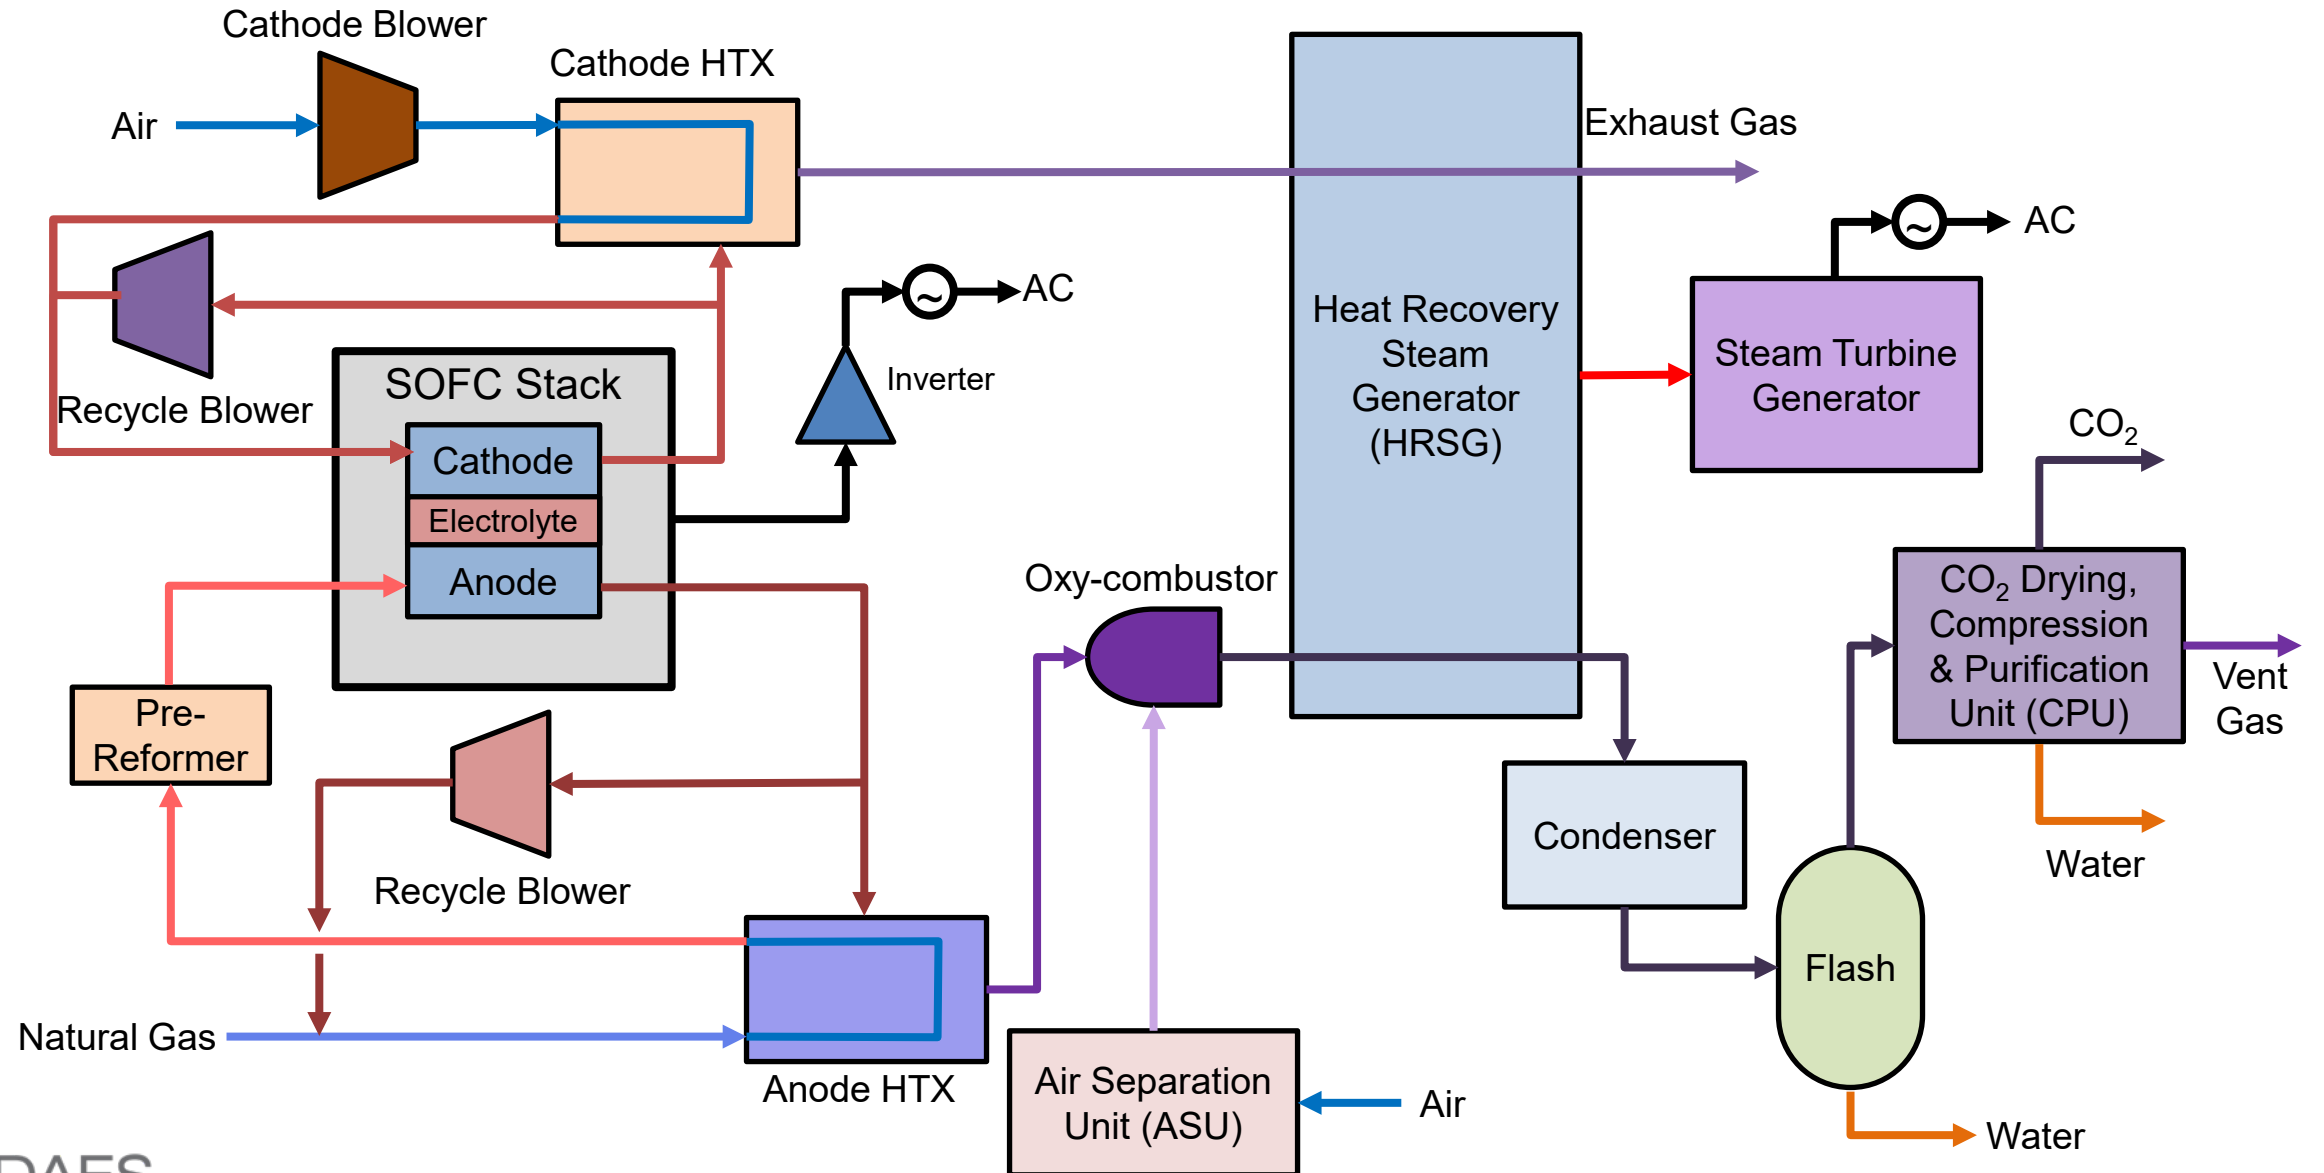 Cathode Blower
Cathode HTX
Air
Exhaust Gas
AC
AC
Heat Recovery
Steam
Generator
(HRSG)
Steam Turbine
Generator
Inverter
SOFC Stack
Recycle Blower
Cathode
Electrolyte
Anode
CO2
Oxy-combustor
CO2 Drying,
Compression
& Purification
Unit (CPU)
Vent
Gas
Pre-
Reformer
Condenser
Water
Recycle Blower
Flash
Natural Gas
Anode HTX
Air Separation
Unit (ASU)
Air
Water